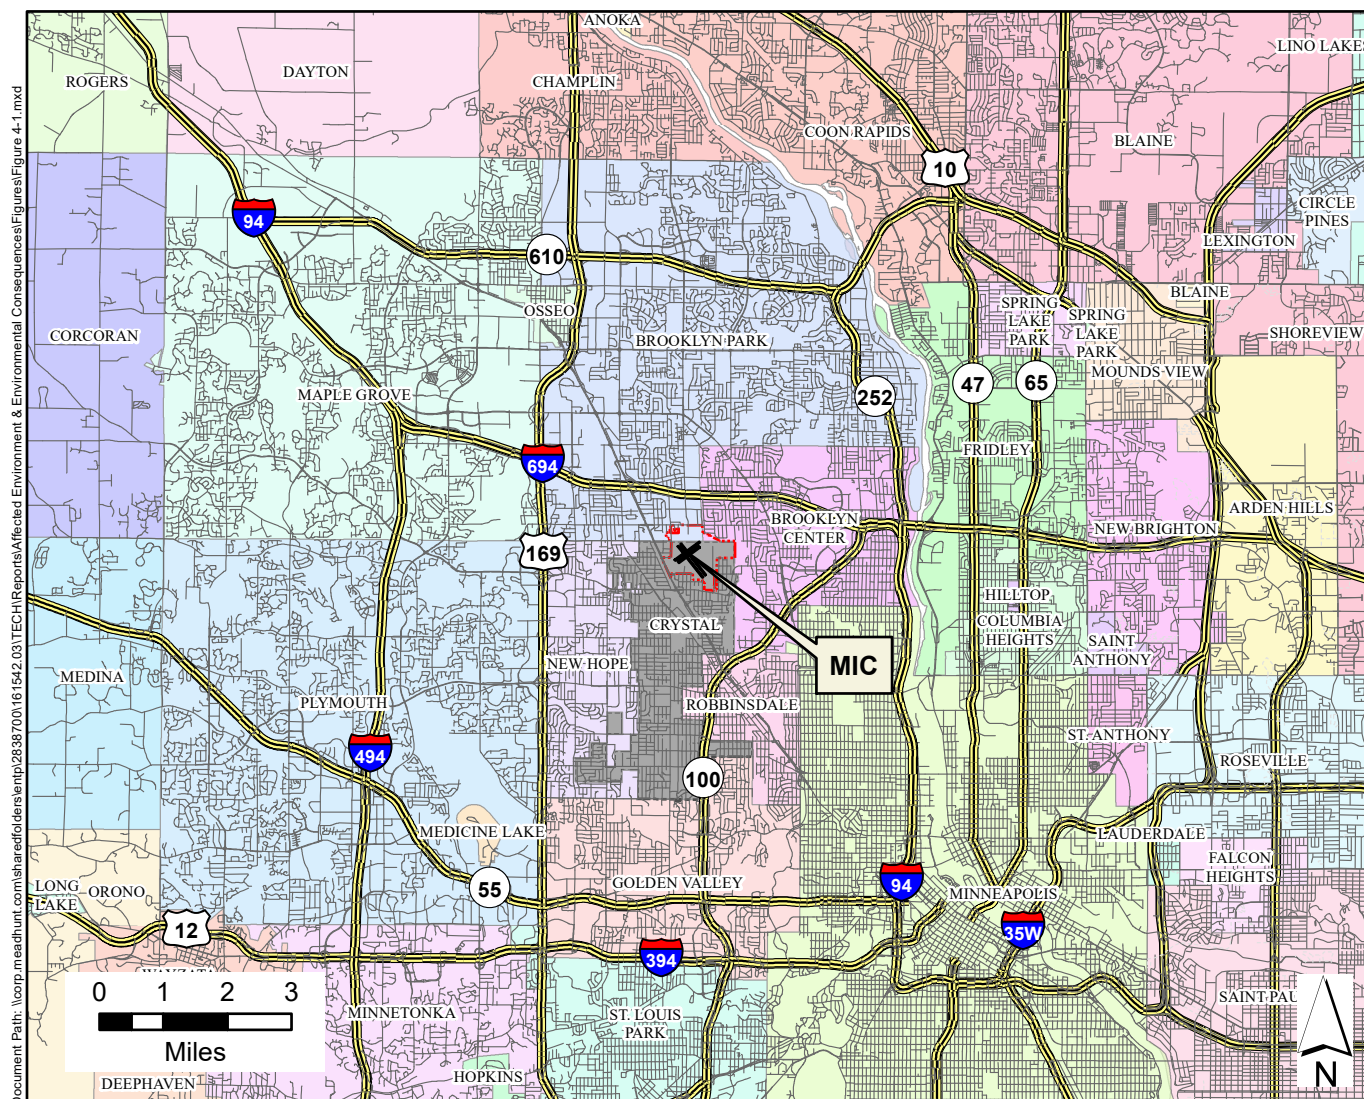 ANOKA
LINO LAKES
ROGERS
DAYTON
CHAMPLIN
COON RAPIDS
BLAINE
10
CIRCLE
PINES
94
LEXINGTON
610
BLAINE
OSSEO
SPRING
LAKE
PARK
SPRING
LAKE
PARK
SHOREVIEW
CORCORAN
BROOKLYN PARK
MOUNDS VIEW
MAPLE GROVE
252
47
65
FRIDLEY
694
ARDEN HILLS
BROOKLYN
CENTER
NEW BRIGHTON
169
HILLTOP
COLUMBIA
HEIGHTS
CRYSTAL
SAINT
ANTHONY
MIC
NEW HOPE
MEDINA
PLYMOUTH
ROBBINSDALE
ST. ANTHONY
494
ROSEVILLE
100
MEDICINE LAKE
LAUDERDALE
FALCON
HEIGHTS
55
GOLDEN VALLEY
94
MINNEAPOLIS
LONG
LAKE
ORONO
12
35W
394
WAYZATA
0 1 2 3
Miles
MINNETONKA
ST. LOUIS
PARK
SAINT PAU
HOPKINS
DEEPHAVEN
N
Document Path: \\corp.meadhunt.com\sharedfolders\entp\2838700\161542.03\TECH\Reports\Affected Environment & Environmental Consequences\Figures\Figure 4-1.mxd